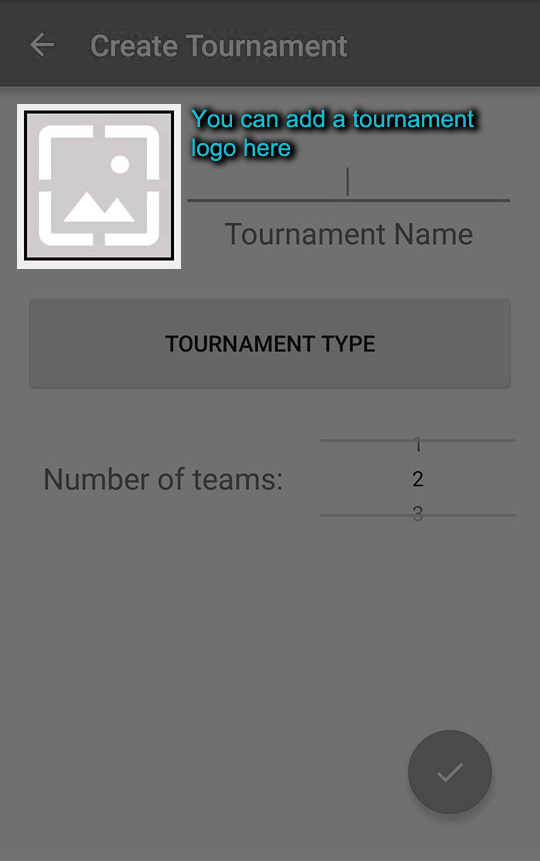 Create Tournament
You can add a tournament
logo here
Tournament Name
TOURNAMENT TYPE
1
Number of teams:
2
3